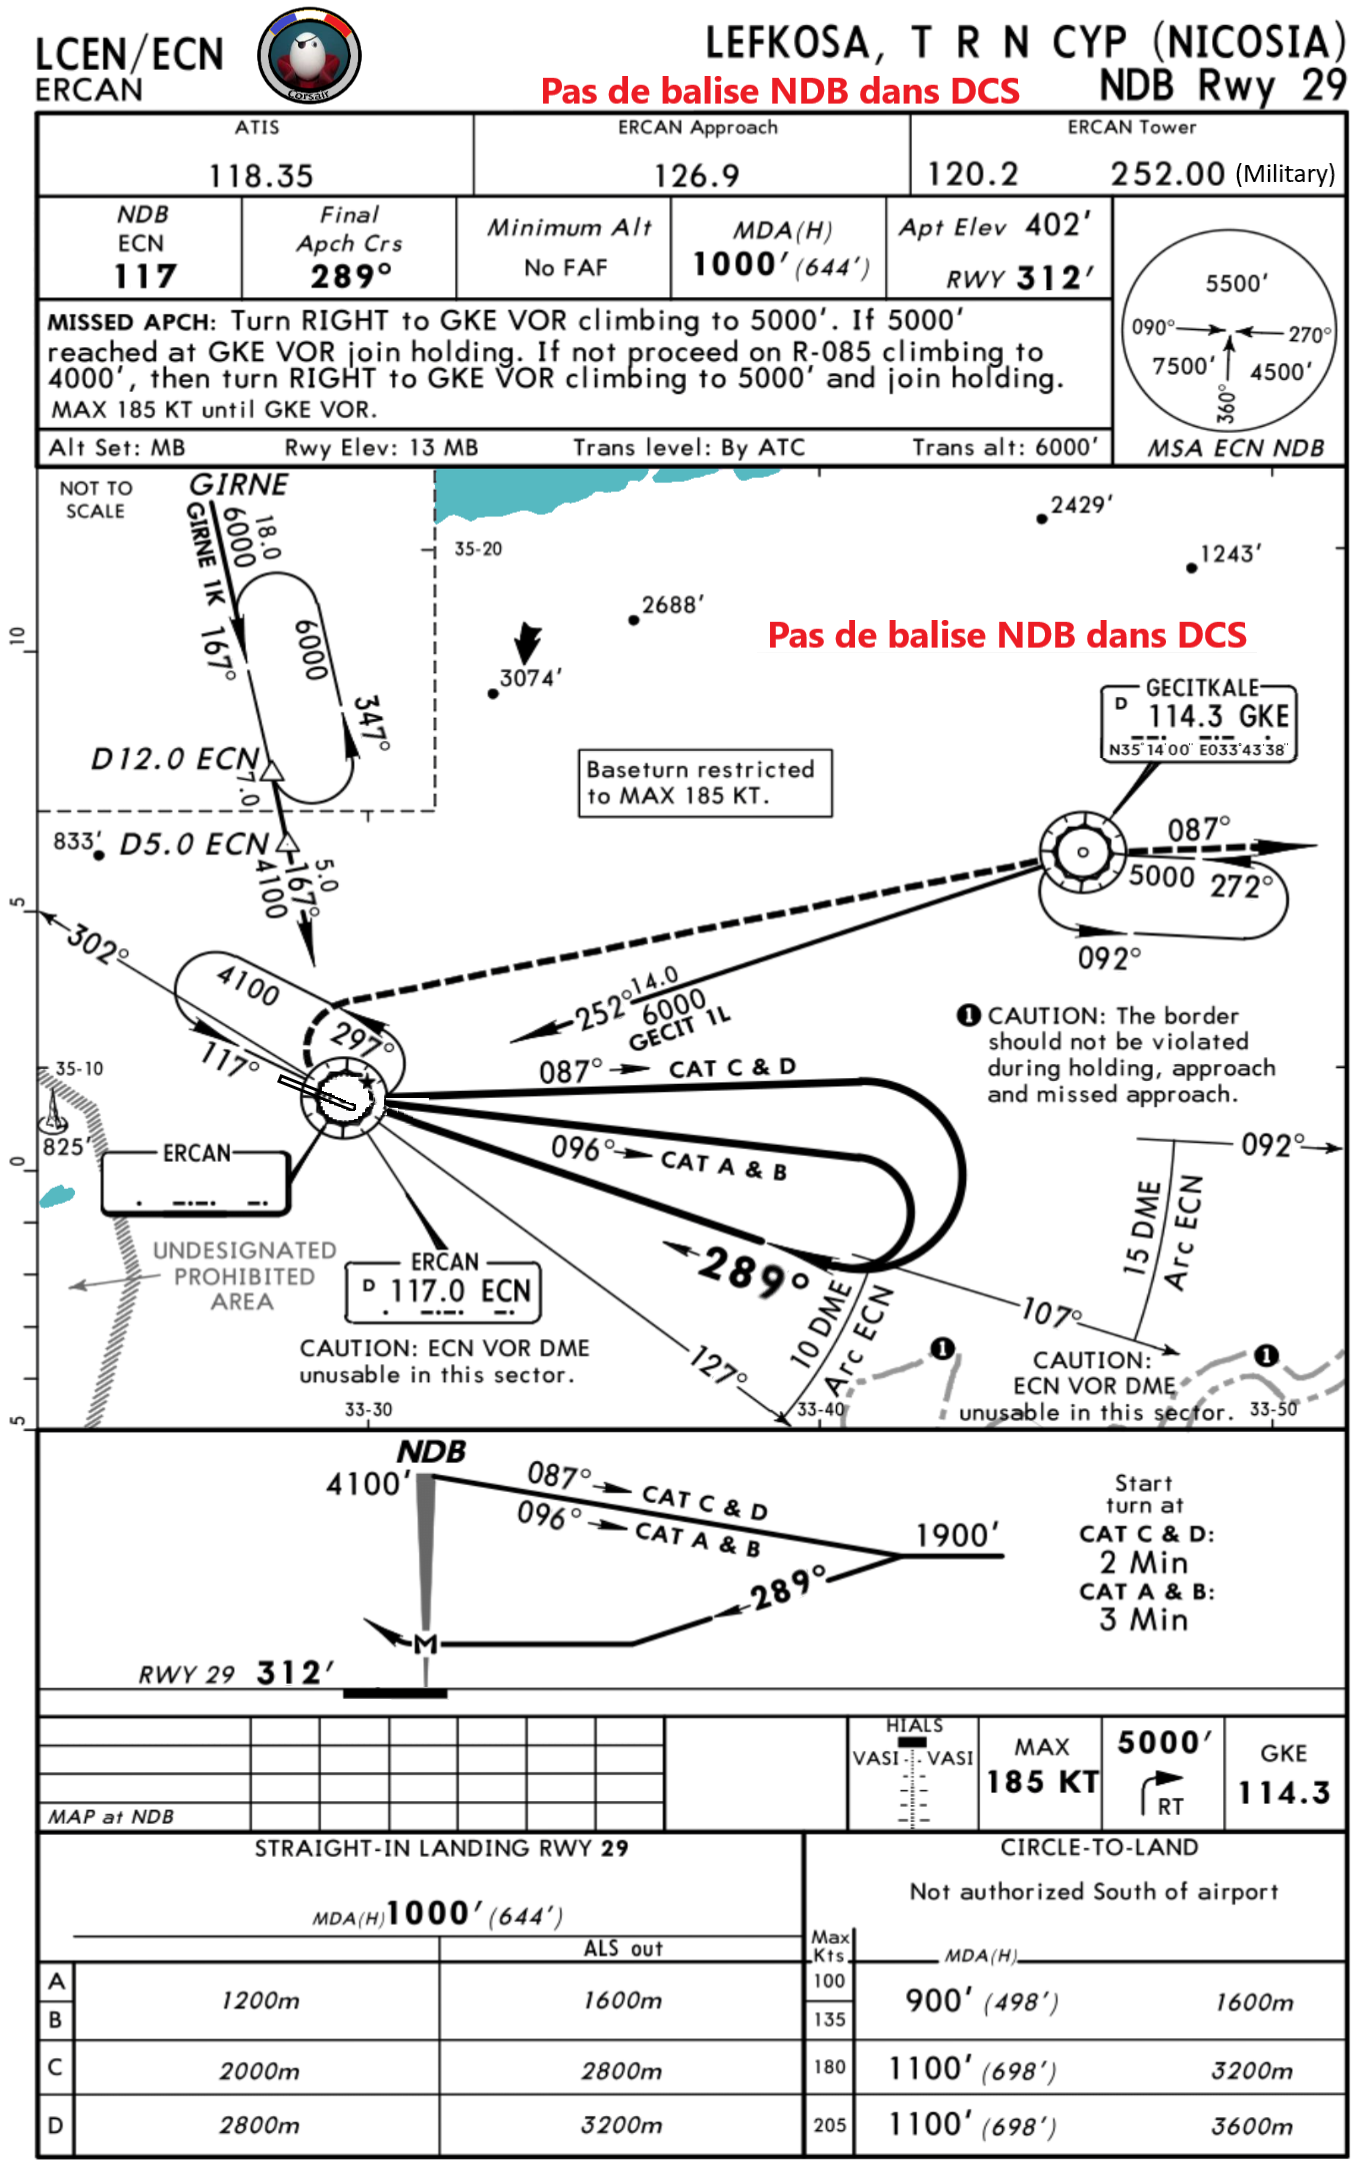 LCEN/ECN
ERCAN
Corsair
LEFKOSA, T R N CYP (NICOSIA)
Pas de balise NDB dans DCS
NDB Rwy 29
ATIS
118.35
ERCAN Approach
126.9
ERCAN Tower
120.2 252.00 (Military)
NDB
ECN
117
Final
Apch Crs
289°
Minimum Alt
No FAF
MDA(H)
1000' (644')
Apt Elev 402'
RWY 312'
5500'
090°
270°
7500'
4500'
360°
MSA ECN NDB
MISSED APCH: Turn RIGHT to GKE VOR climbing to 5000'. If 5000'
reached at GKE VOR join holding. If not proceed on R-085 climbing to
4000', then turn RIGHT to GKE VOR climbing to 5000' and join holding.
MAX 185 KT until GKE VOR.
Alt Set: MB Rwy Elev: 13 MB Trans level: By ATC Trans alt: 6000'
NOT TO
SCALE
GIRNE
GIRNE 1K
6000
18.0
167°
6000
347°
D12.0 ECN
7.0
D5.0 ECN
5.0
167°
4100
833'
35-20
2429'
1243'
2688'
3074'
Pas de balise NDB dans DCS
10
5
0
5
GECITKALE
D 114.3 GKE
N35 14 00 E033 43 38
Baseturn restricted
to MAX 185 KT.
087°
5000 272°
092°
302°
4100
297°
117°
252° 14.0
6000
GECIT 1L
087° CAT C & D
096° CAT A & B
289°
1 CAUTION: The border
should not be violated
during holding, approach
and missed approach.
092°
15 DME
Arc ECN
10 DME
Arc ECN
107°
127°
35-10
825'
ERCAN
UNDESIGNATED
PROHIBITED
AREA
ERCAN
D 117.0 ECN
CAUTION: ECN VOR DME
unusable in this sector.
1
1
CAUTION:
ECN VOR DME
unusable in this sector.
33-30
33-40
33-50
NDB
4100'
087° CAT C & D
096° CAT A & B
1900'
289°
M
RWY 29 312'
Start
turn at
CAT C & D:
2 Min
CAT A & B:
3 Min
MAP at NDB
HIALS
VASI VASI
MAX
185 KT
5000'
RT
GKE
114.3
STRAIGHT-IN LANDING RWY 29
MDA(H) 1000' (644')
ALS out
A
B
1200m 1600m
C 2000m 2800m
D 2800m 3200m
CIRCLE-TO-LAND
Not authorized South of airport
Max
Kts
MDA(H)
100
135
900' (498') 1600m
180 1100' (698') 3200m
205 1100' (698') 3600m